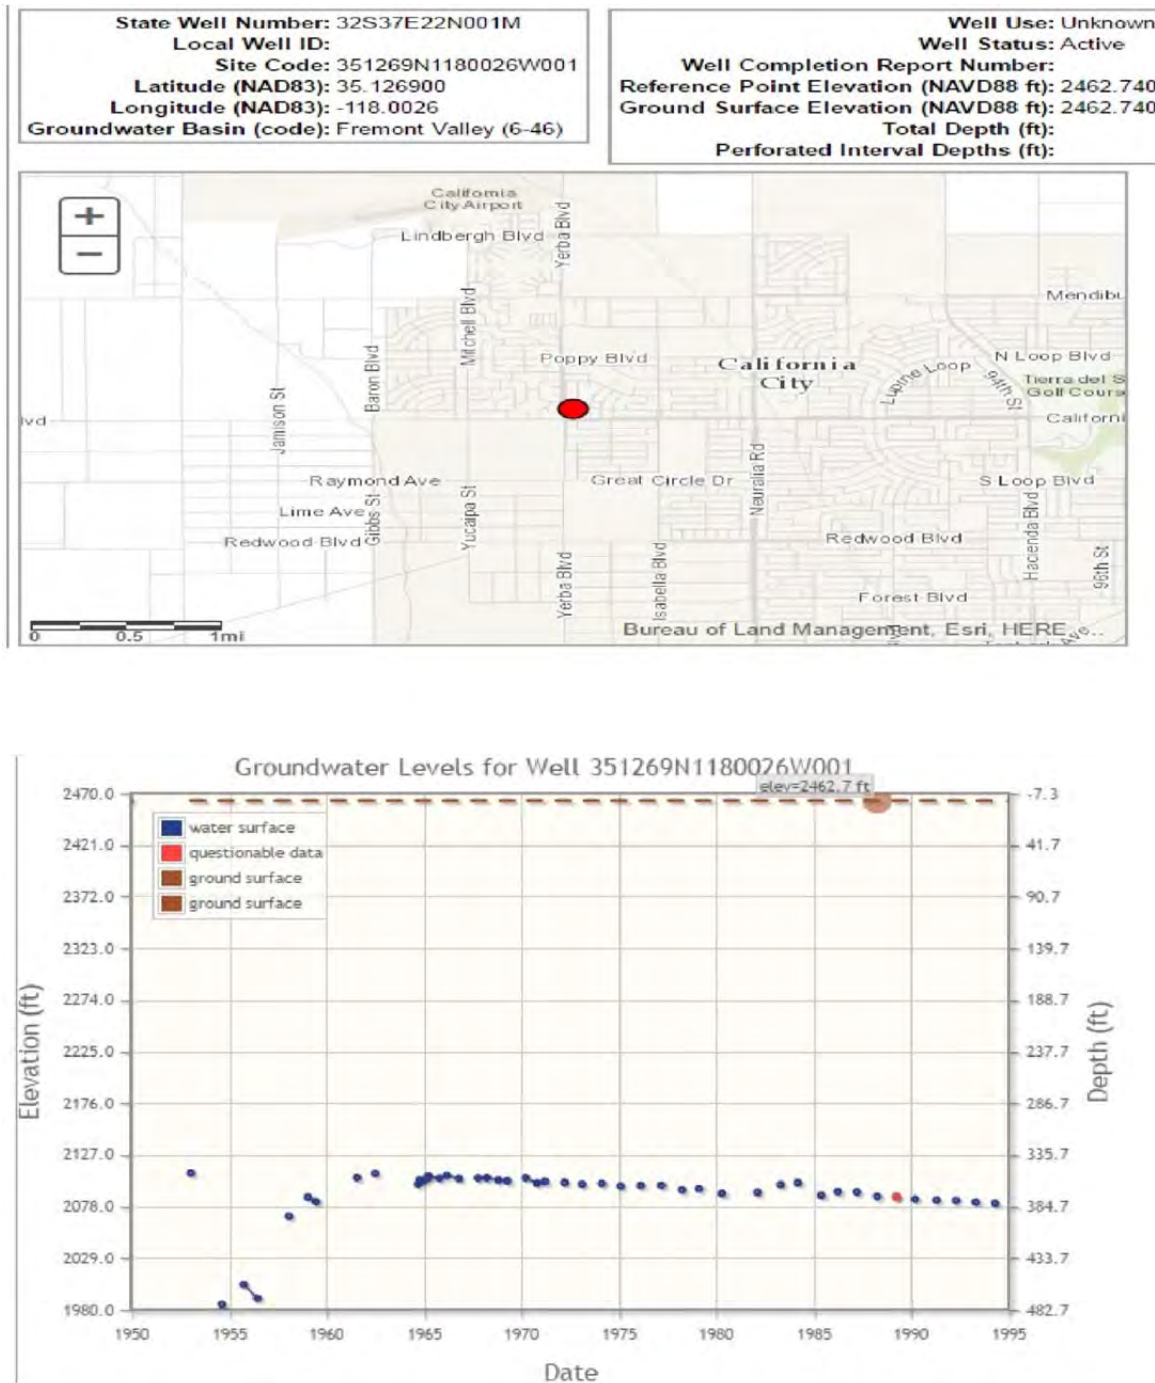 State Well Number: 32S37E22N001M
Local Well ID:
Site Code: 351269N1180026W001
Latitude (NAD83): 35.126900
Longitude (NAD83): -118.0026
Groundwater Basin (code): Fremont Valley (6-46)
Well Use: Unknown
Well Status: Active
Well Completion Report Number:
Reference Point Elevation (NAVD88 ft): 2462.740
Ground Surface Elevation (NAVD88 ft): 2462.740
Total Depth (ft):
Perforated Interval Depths (ft):
+
−
California
City Airport
Lindbergh Blvd
Yerba Blvd
Mitchell Blvd
Mendibu
Poppy Blvd
California
City
N Loop Blvd
Lupine Loop
94th St
Tierra del S
Golf Cours
Californi
Baron Blvd
Jamison St
lvd
Raymond Ave
Great Circle Dr
Neuralia Rd
S Loop Blvd
Lime Ave
Gibbs St
Yucaipa St
Redwood Blvd
Redwood Blvd
Hacienda Blvd
96th St
Yerba Blvd
Isabella Blvd
Forest Blvd
0 0.5 1mi
Bureau of Land Management, Esri, HERE, ...
Groundwater Levels for Well 351269N1180026W001
elev=2462.7 ft
water surface
questionable data
ground surface
ground surface
Elevation (ft)
2470.0
2421.0
2372.0
2323.0
2274.0
2225.0
2176.0
2127.0
2078.0
2029.0
1980.0
-7.3
41.7
90.7
139.7
188.7
237.7
286.7
335.7
384.7
433.7
482.7
Depth (ft)
1950 1955 1960 1965 1970 1975 1980 1985 1990 1995
Date